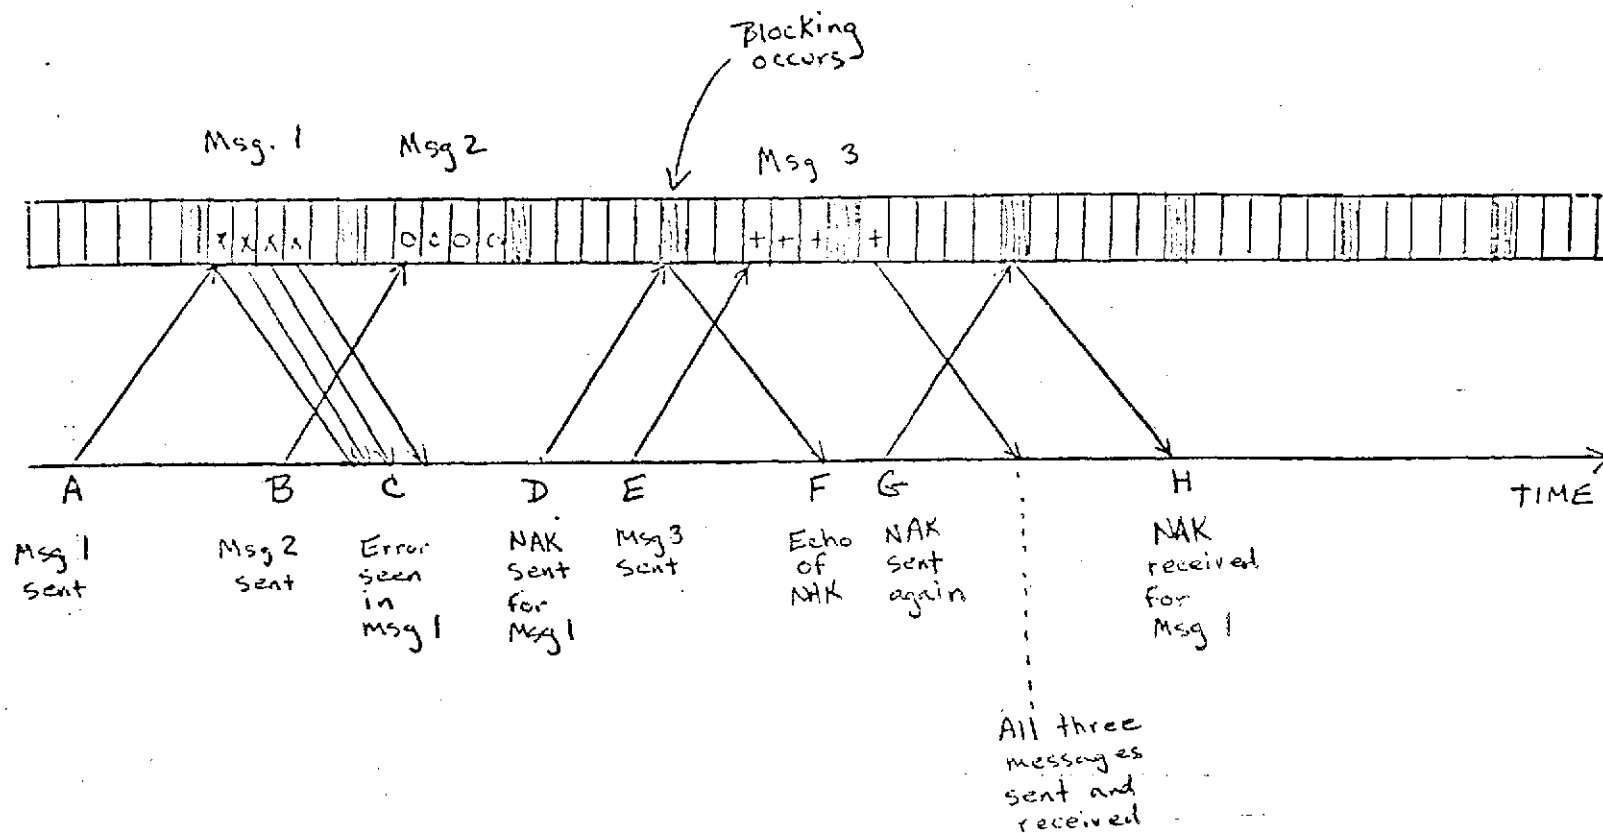 Blocking
occurs
Msg. 1
Msg 2
Msg 3
x x x x
o o o o
+ + + +
A
B
C
D
E
F
G
H
TIME
Msg 1
sent
Msg 2
sent
Error
seen
in
Msg 1
NAK
sent
for
Msg 1
Msg 3
sent
Echo
of
NAK
NAK
sent
again
NAK
received
for
Msg 1
All three
messages
sent and
received